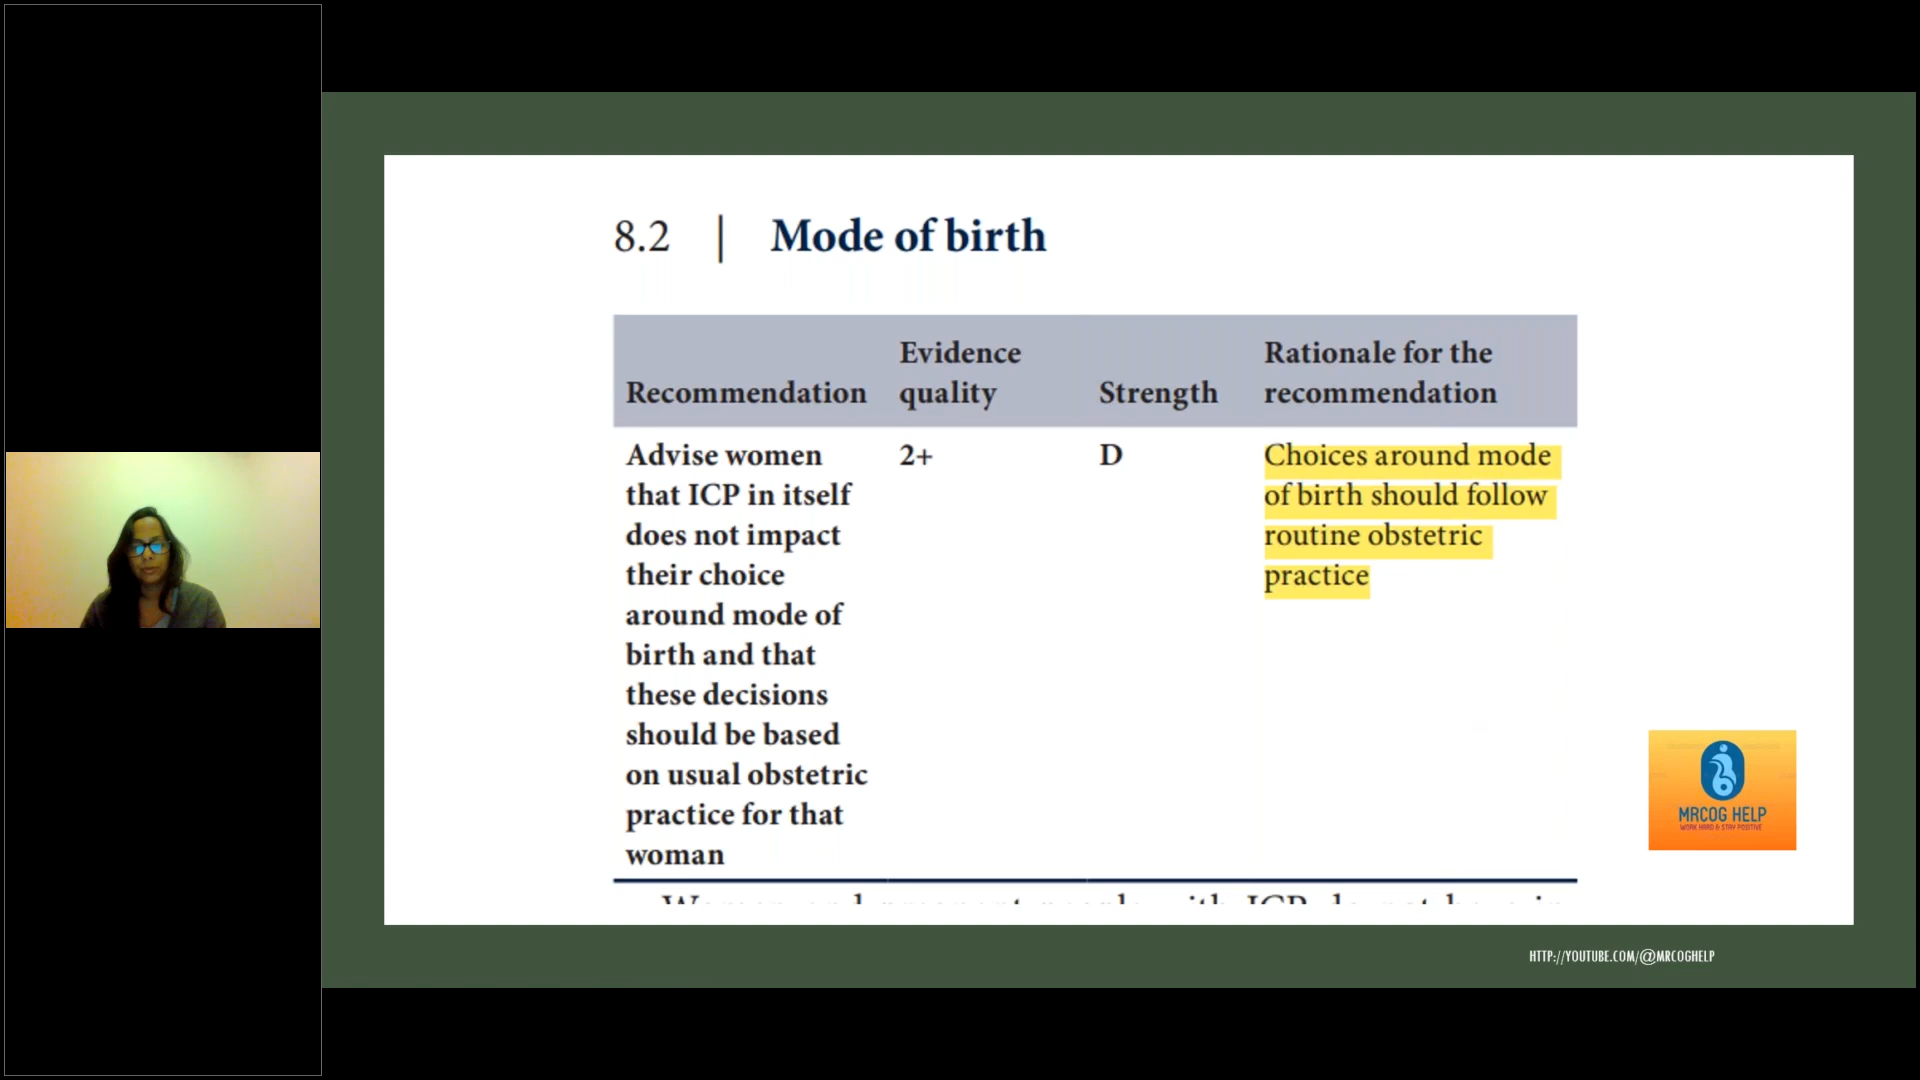 8.2 | Mode of birth
Recommendation
Evidence
quality
Strength
Rationale for the
recommendation
Advise women
that ICP in itself
does not impact
their choice
around mode of
birth and that
these decisions
should be based
on usual obstetric
practice for that
woman
2+
D
Choices around mode
of birth should follow
routine obstetric
practice
MRCOG HELP
WORK HARD & STAY POSITIVE
HTTP://YOUTUBE.COM/@MRCOGHELP